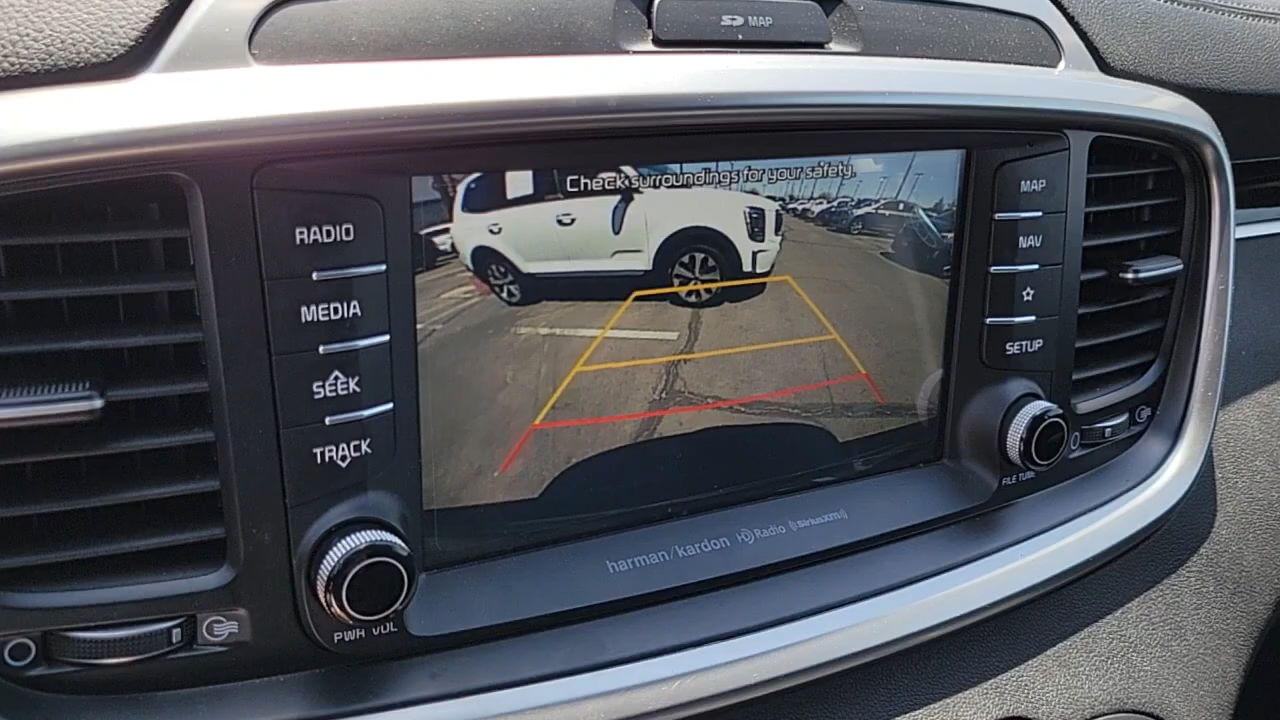 SD MAP
Check surroundings for your safety.
RADIO
MEDIA
SEEK
TRACK
PWR VOL
MAP
NAV
SETUP
FILE TUNE
harman/kardon HD Radio ((SiriusXM))